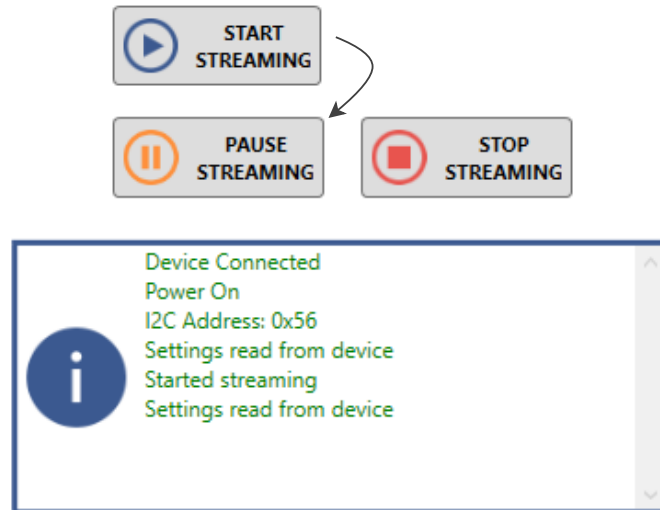 START
STREAMING
PAUSE
STREAMING
STOP
STREAMING
Device Connected
Power On
I2C Address: 0x56
Settings read from device
Started streaming
Settings read from device